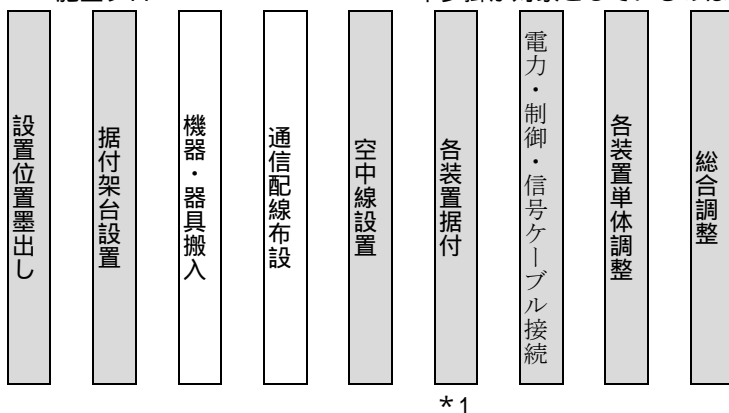 設置位置墨出し
据付架台設置
機器・器具搬入
通信配線布設
空中線設置
各装置据付
電力・制御・信号ケーブル接続
各装置単体調整
総合調整
*1